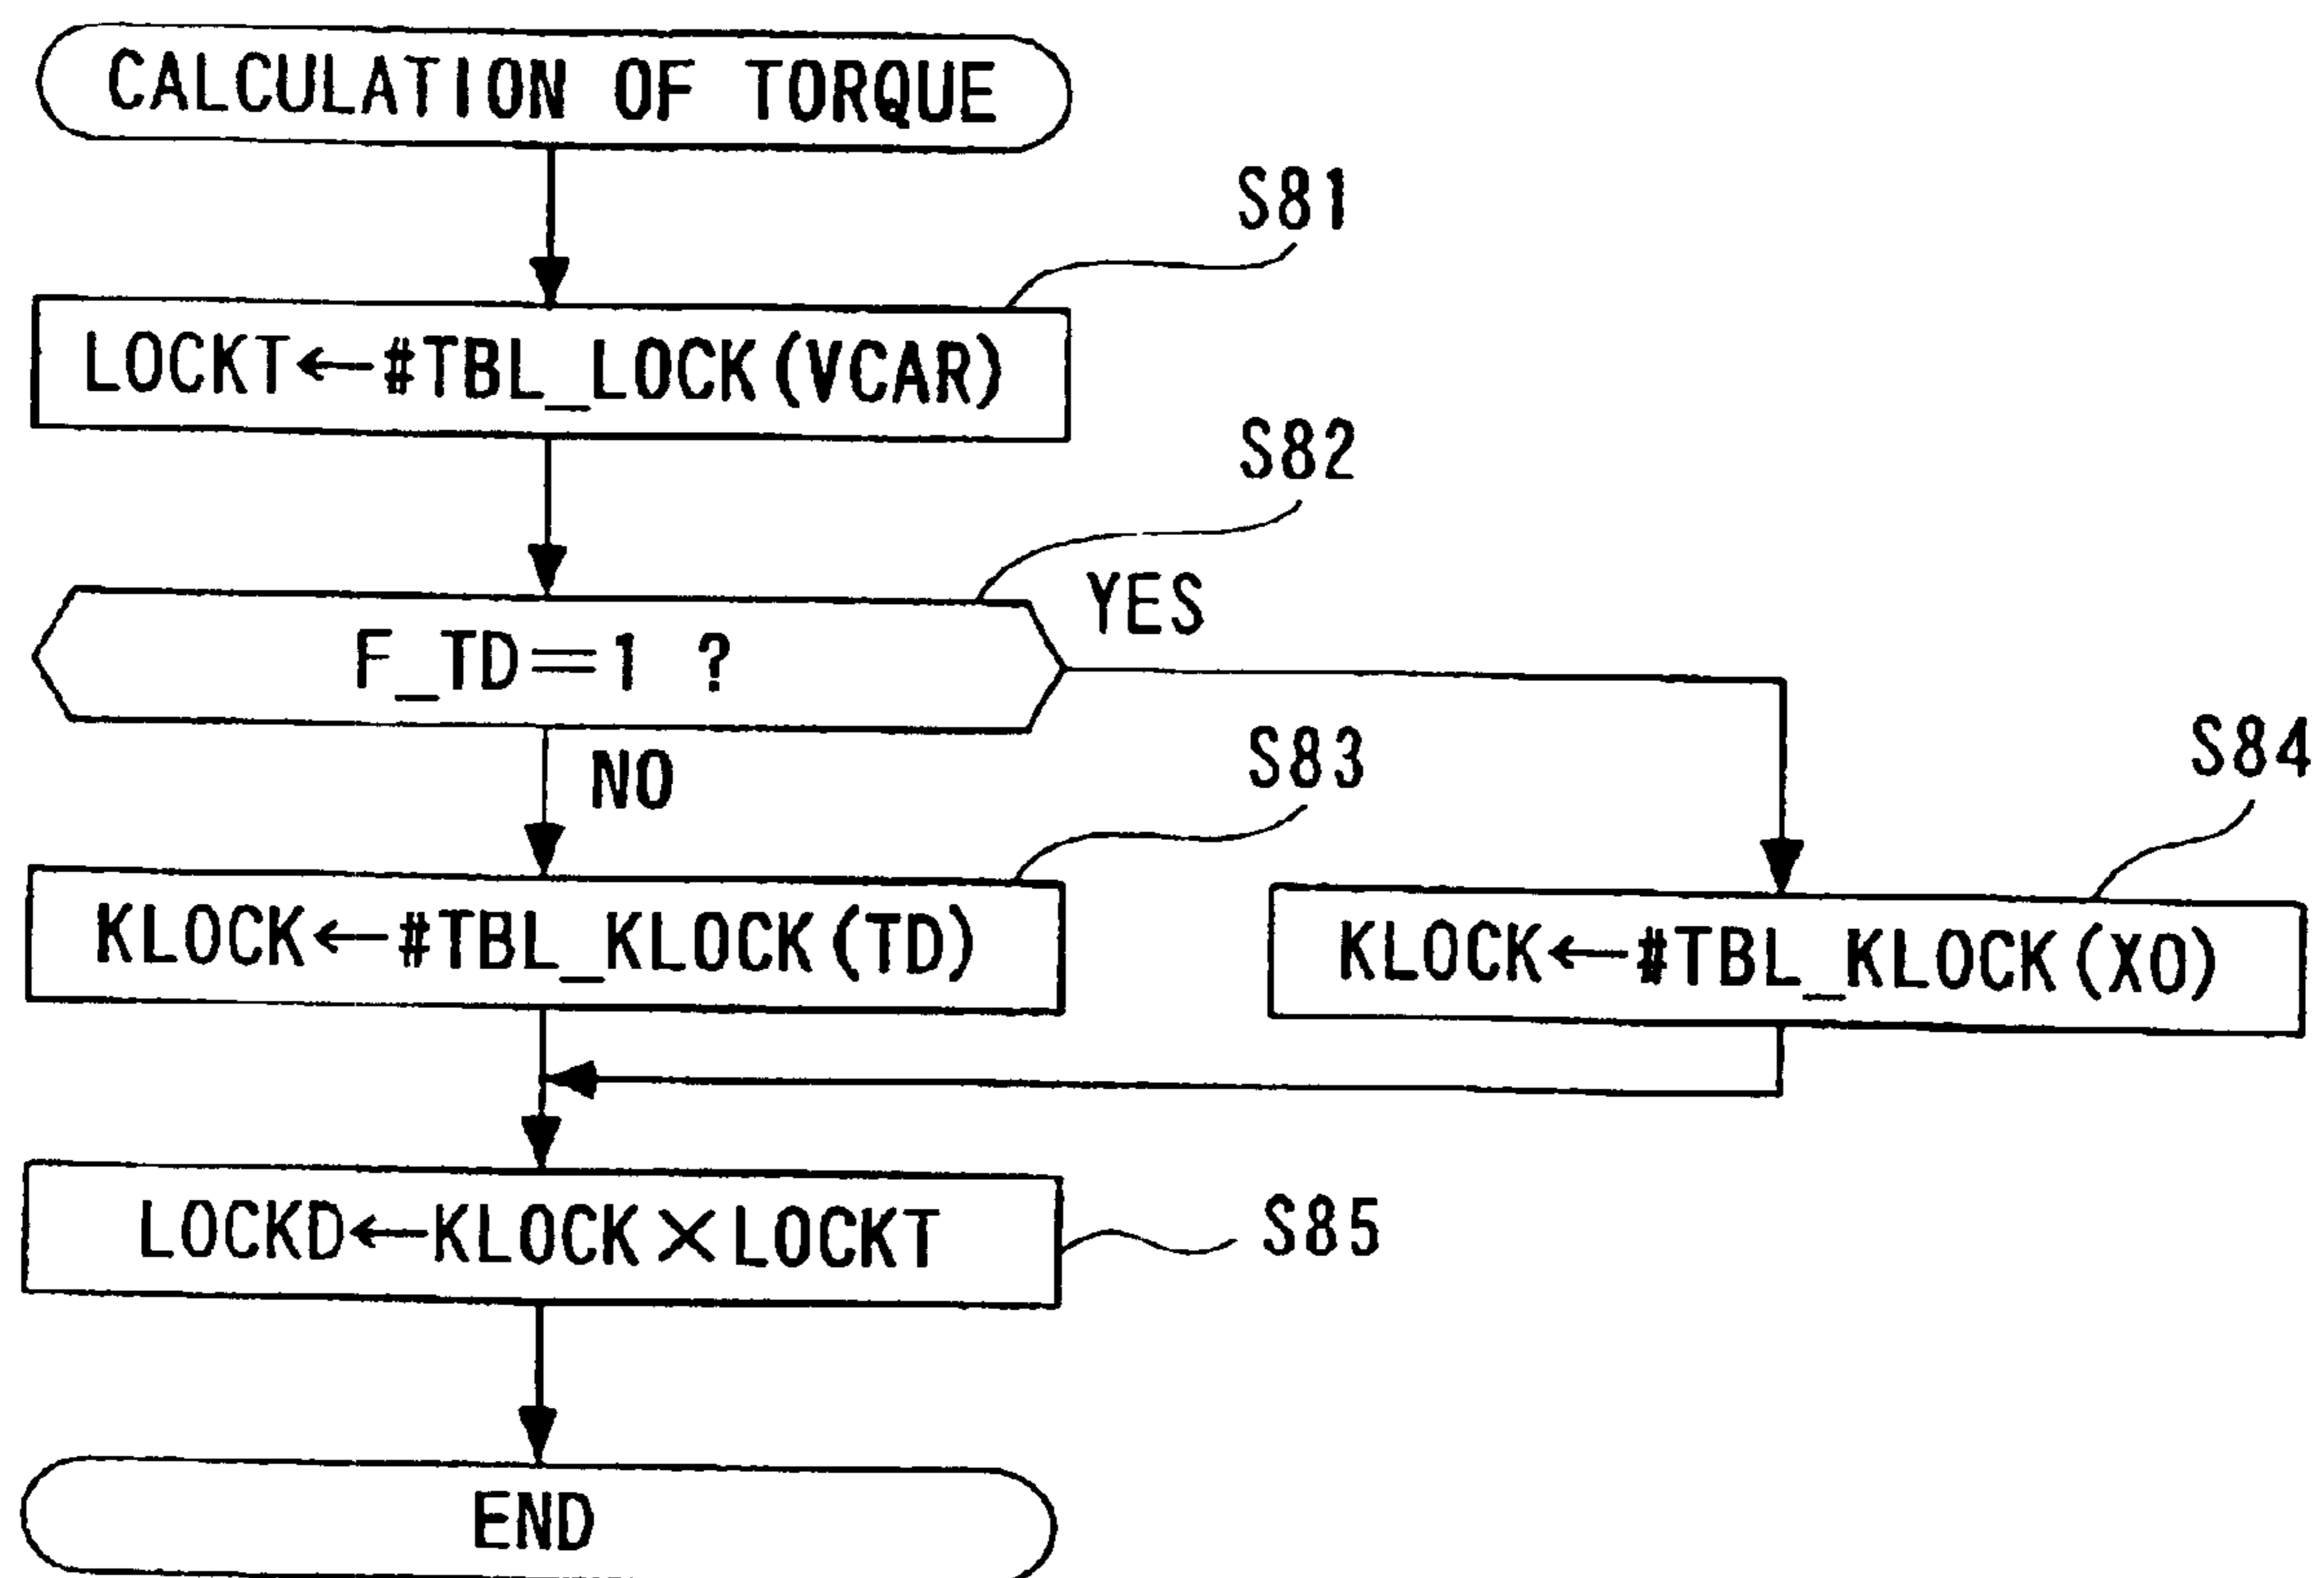 CALCULATION OF TORQUE
S81
LOCKT←#TBL_LOCK(VCAR)
S82
F_TD==1 ?
YES
NO
S83
S84
KLOCK←#TBL_KLOCK(TD)
KLOCK←#TBL_KLOCK(XO)
LOCKD←KLOCK×LOCKT
S85
END